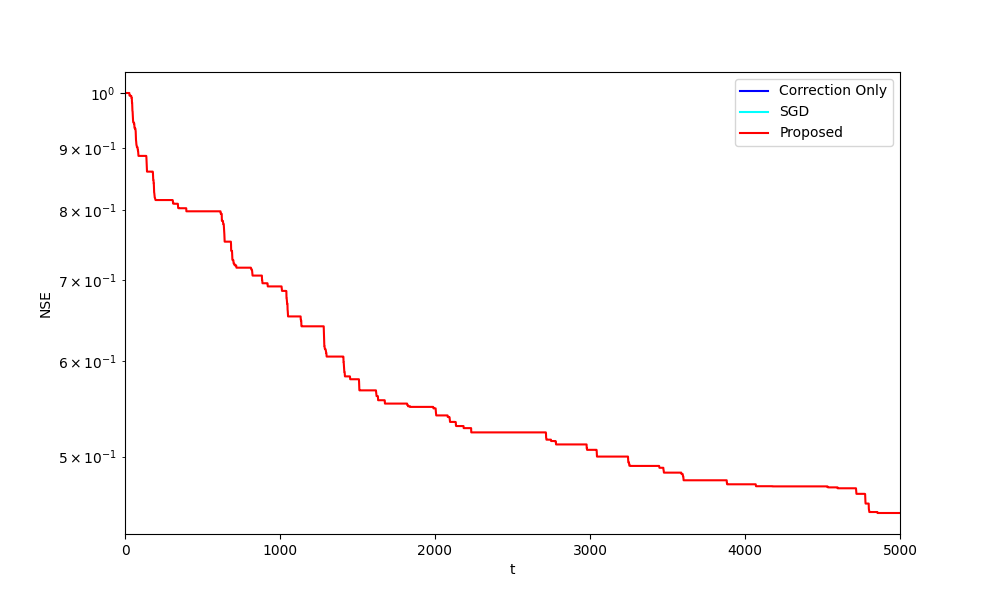 Correction Only
SGD
Proposed
10⁰
9 × 10⁻¹
8 × 10⁻¹
7 × 10⁻¹
6 × 10⁻¹
5 × 10⁻¹
NSE
0 1000 2000 3000 4000 5000
t